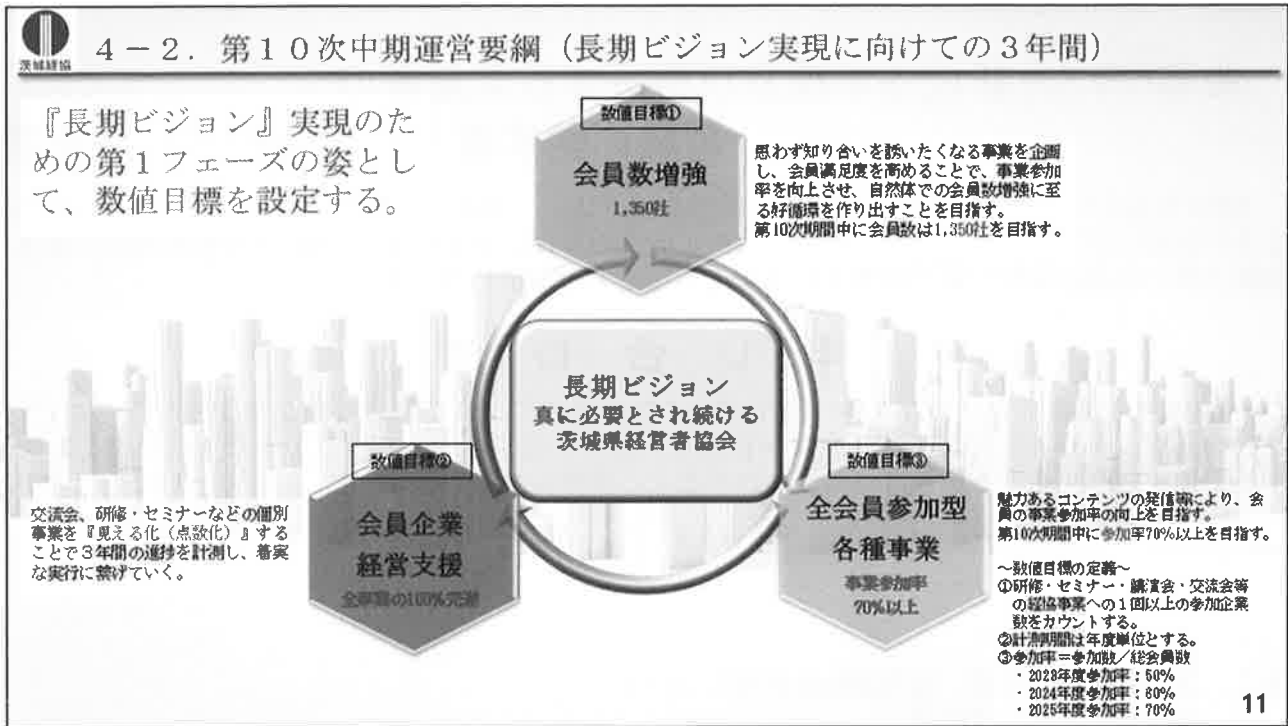 茨城経協
4－2．第10次中期運営要綱（長期ビジョン実現に向けての3年間）
『長期ビジョン』実現のた
めの第1フェーズの姿とし
て、数値目標を設定する。
数値目標①
会員数増強
1,350社
思わず知り合いを誘いたくなる事業を企画
し、会員満足度を高めることで、事業参加
率を向上させ、自然体での会員数増強に至
る好循環を作り出すことを目指す。
第10次期間中に会員数は1,350社を目指す。
長期ビジョン
真に必要とされ続ける
茨城県経営者協会
数値目標②
会員企業
経営支援
全事業の100%完遂
交流会、研修・セミナーなどの個別
事業を『見える化（点数化）』する
ことで3年間の進捗を計測し、着実
な実行に繋げていく。
数値目標③
全会員参加型
各種事業
事業参加率
70%以上
魅力あるコンテンツの発信等により、会
員の事業参加率の向上を目指す。
第10次期間中に参加率70%以上を目指す。
～数値目標の定義～
①研修・セミナー・講演会・交流会等
の経協事業への1回以上の参加企業
数をカウントする。
②計測期間は年度単位とする。
③参加率＝参加数／総会員数
・2023年度参加率：50%
・2024年度参加率：60%
・2025年度参加率：70%
11